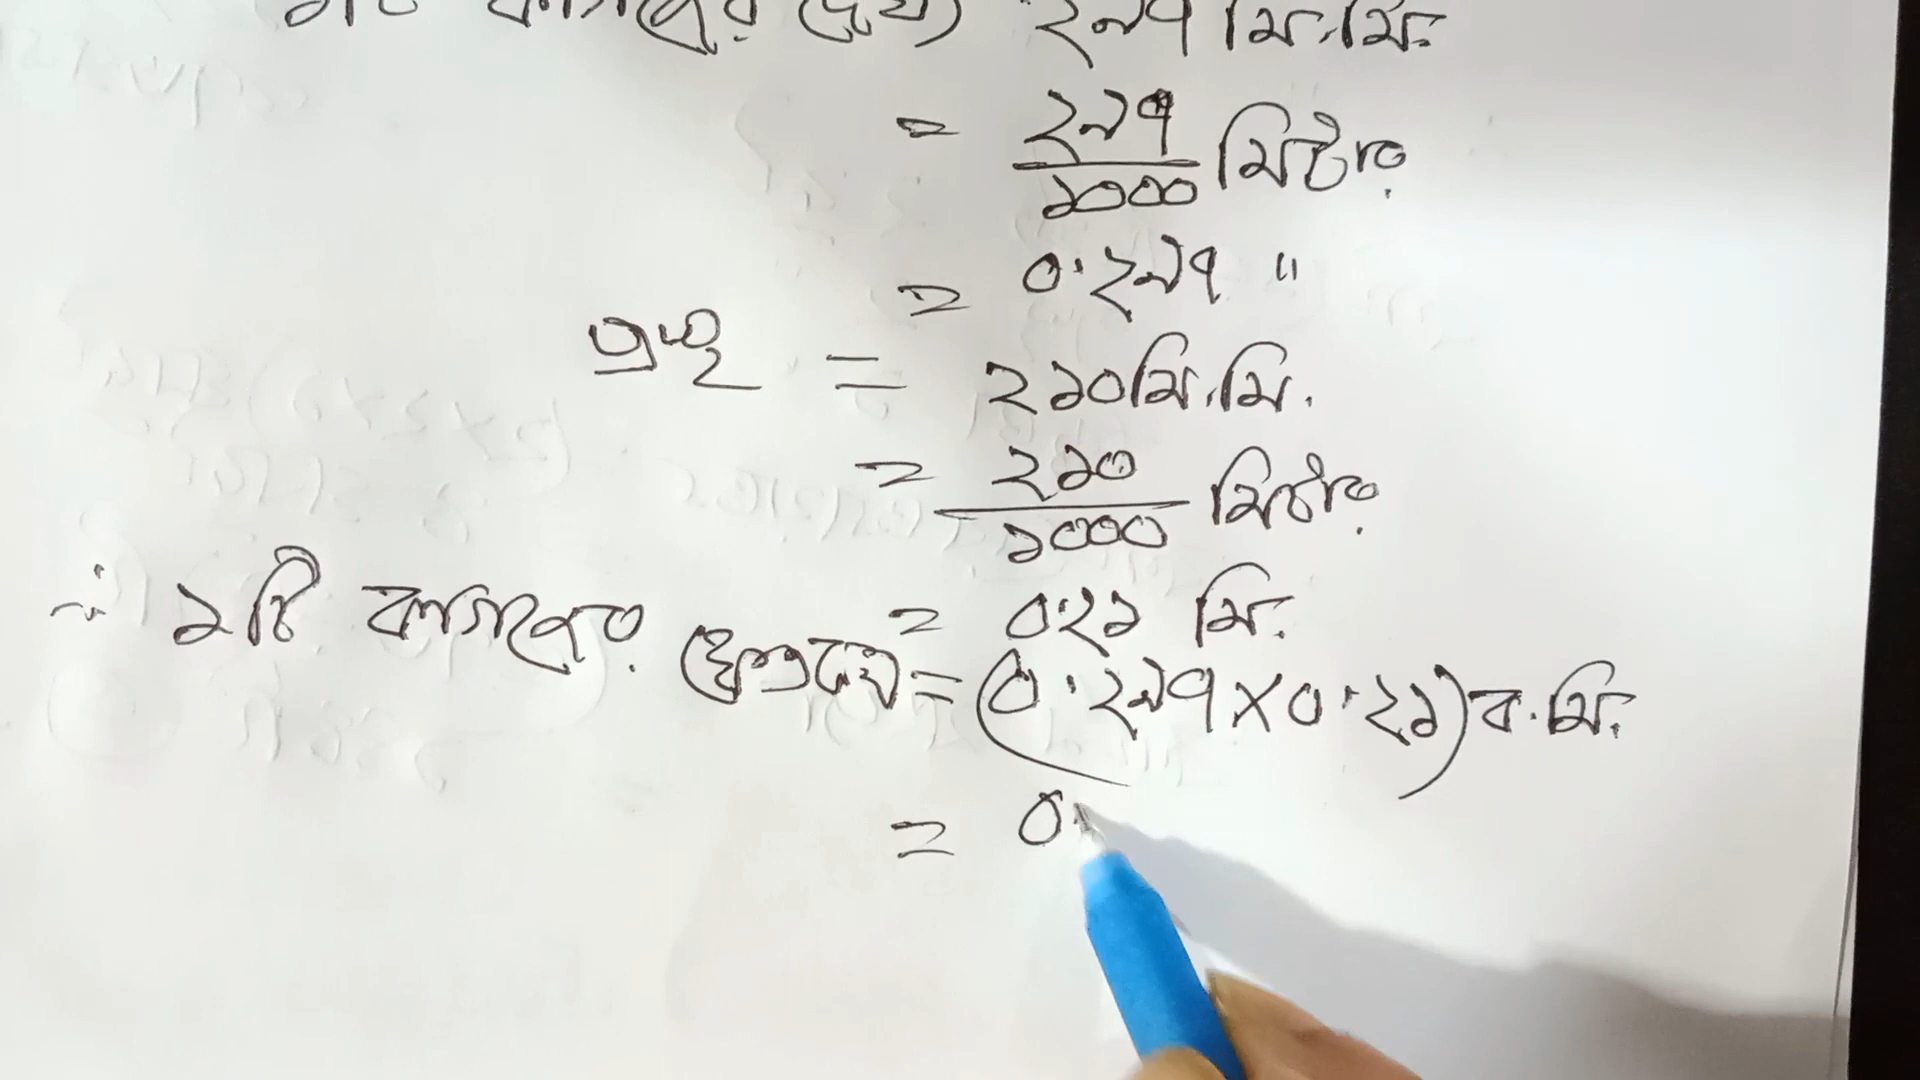 ১টি কাগজের দৈর্ঘ্য ২৯৭ মি.মি.
= ২৯৭/১০০০ মিটার
= ০.২৯৭ "
প্রস্থ = ২১০ মি.মি.
= ২১০/১০০০ মিটার
= ০.২১ মি.
∴ ১টি কাগজের ক্ষেত্রফল = (০.২৯৭ × ০.২১) ব.মি.
= ০.